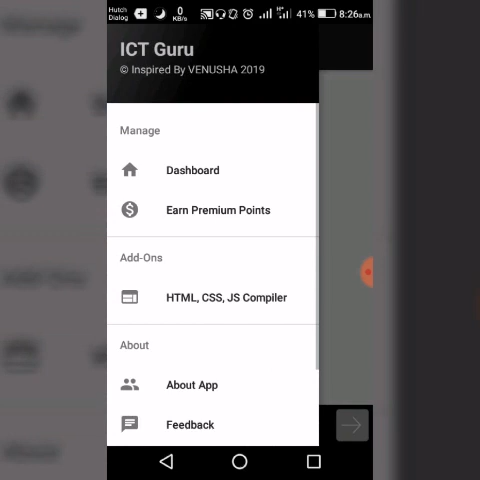 Hutch
Dialog
0
KB/s
H+
41%
8:26a.m.
ICT Guru
© Inspired By VENUSHA 2019
Manage
Dashboard
Earn Premium Points
Add-Ons
HTML, CSS, JS Compiler
About
About App
Feedback